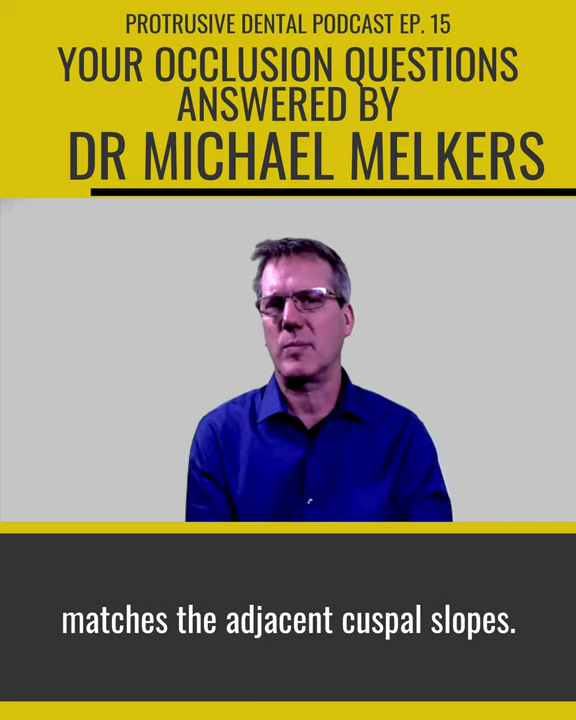 PROTRUSIVE DENTAL PODCAST EP. 15
YOUR OCCLUSION QUESTIONS
ANSWERED BY
DR MICHAEL MELKERS
matches the adjacent cuspal slopes.